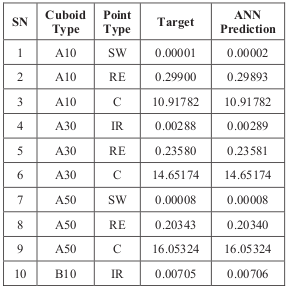 SN Cuboid Type Point Type Target ANN Prediction
1 A10 SW 0.00001 0.00002
2 A10 RE 0.29900 0.29893
3 A10 C 10.91782 10.91782
4 A30 IR 0.00288 0.00289
5 A30 RE 0.23580 0.23581
6 A30 C 14.65174 14.65174
7 A50 SW 0.00008 0.00008
8 A50 RE 0.20343 0.20340
9 A50 C 16.05324 16.05324
10 B10 IR 0.00705 0.00706